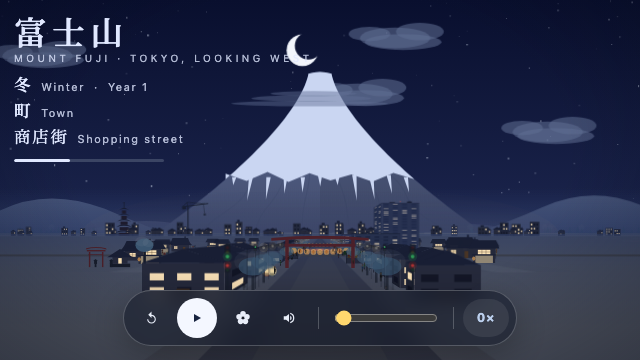 富士山
MOUNT FUJI · TOKYO, LOOKING WEST
冬 Winter · Year 1
町 Town
商店街 Shopping street
0×